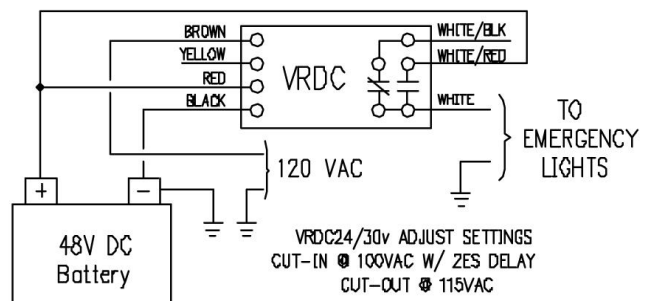 BROWN
YELLOW
RED
BLACK
VRDC
WHITE/BLK
WHITE/RED
WHITE
TO
EMERGENCY
LIGHTS
120 VAC
+
-
48V DC
Battery
VRDC24/30v ADJUST SETTINGS
CUT-IN @ 100VAC W/ 2ES DELAY
CUT-OUT @ 115VAC